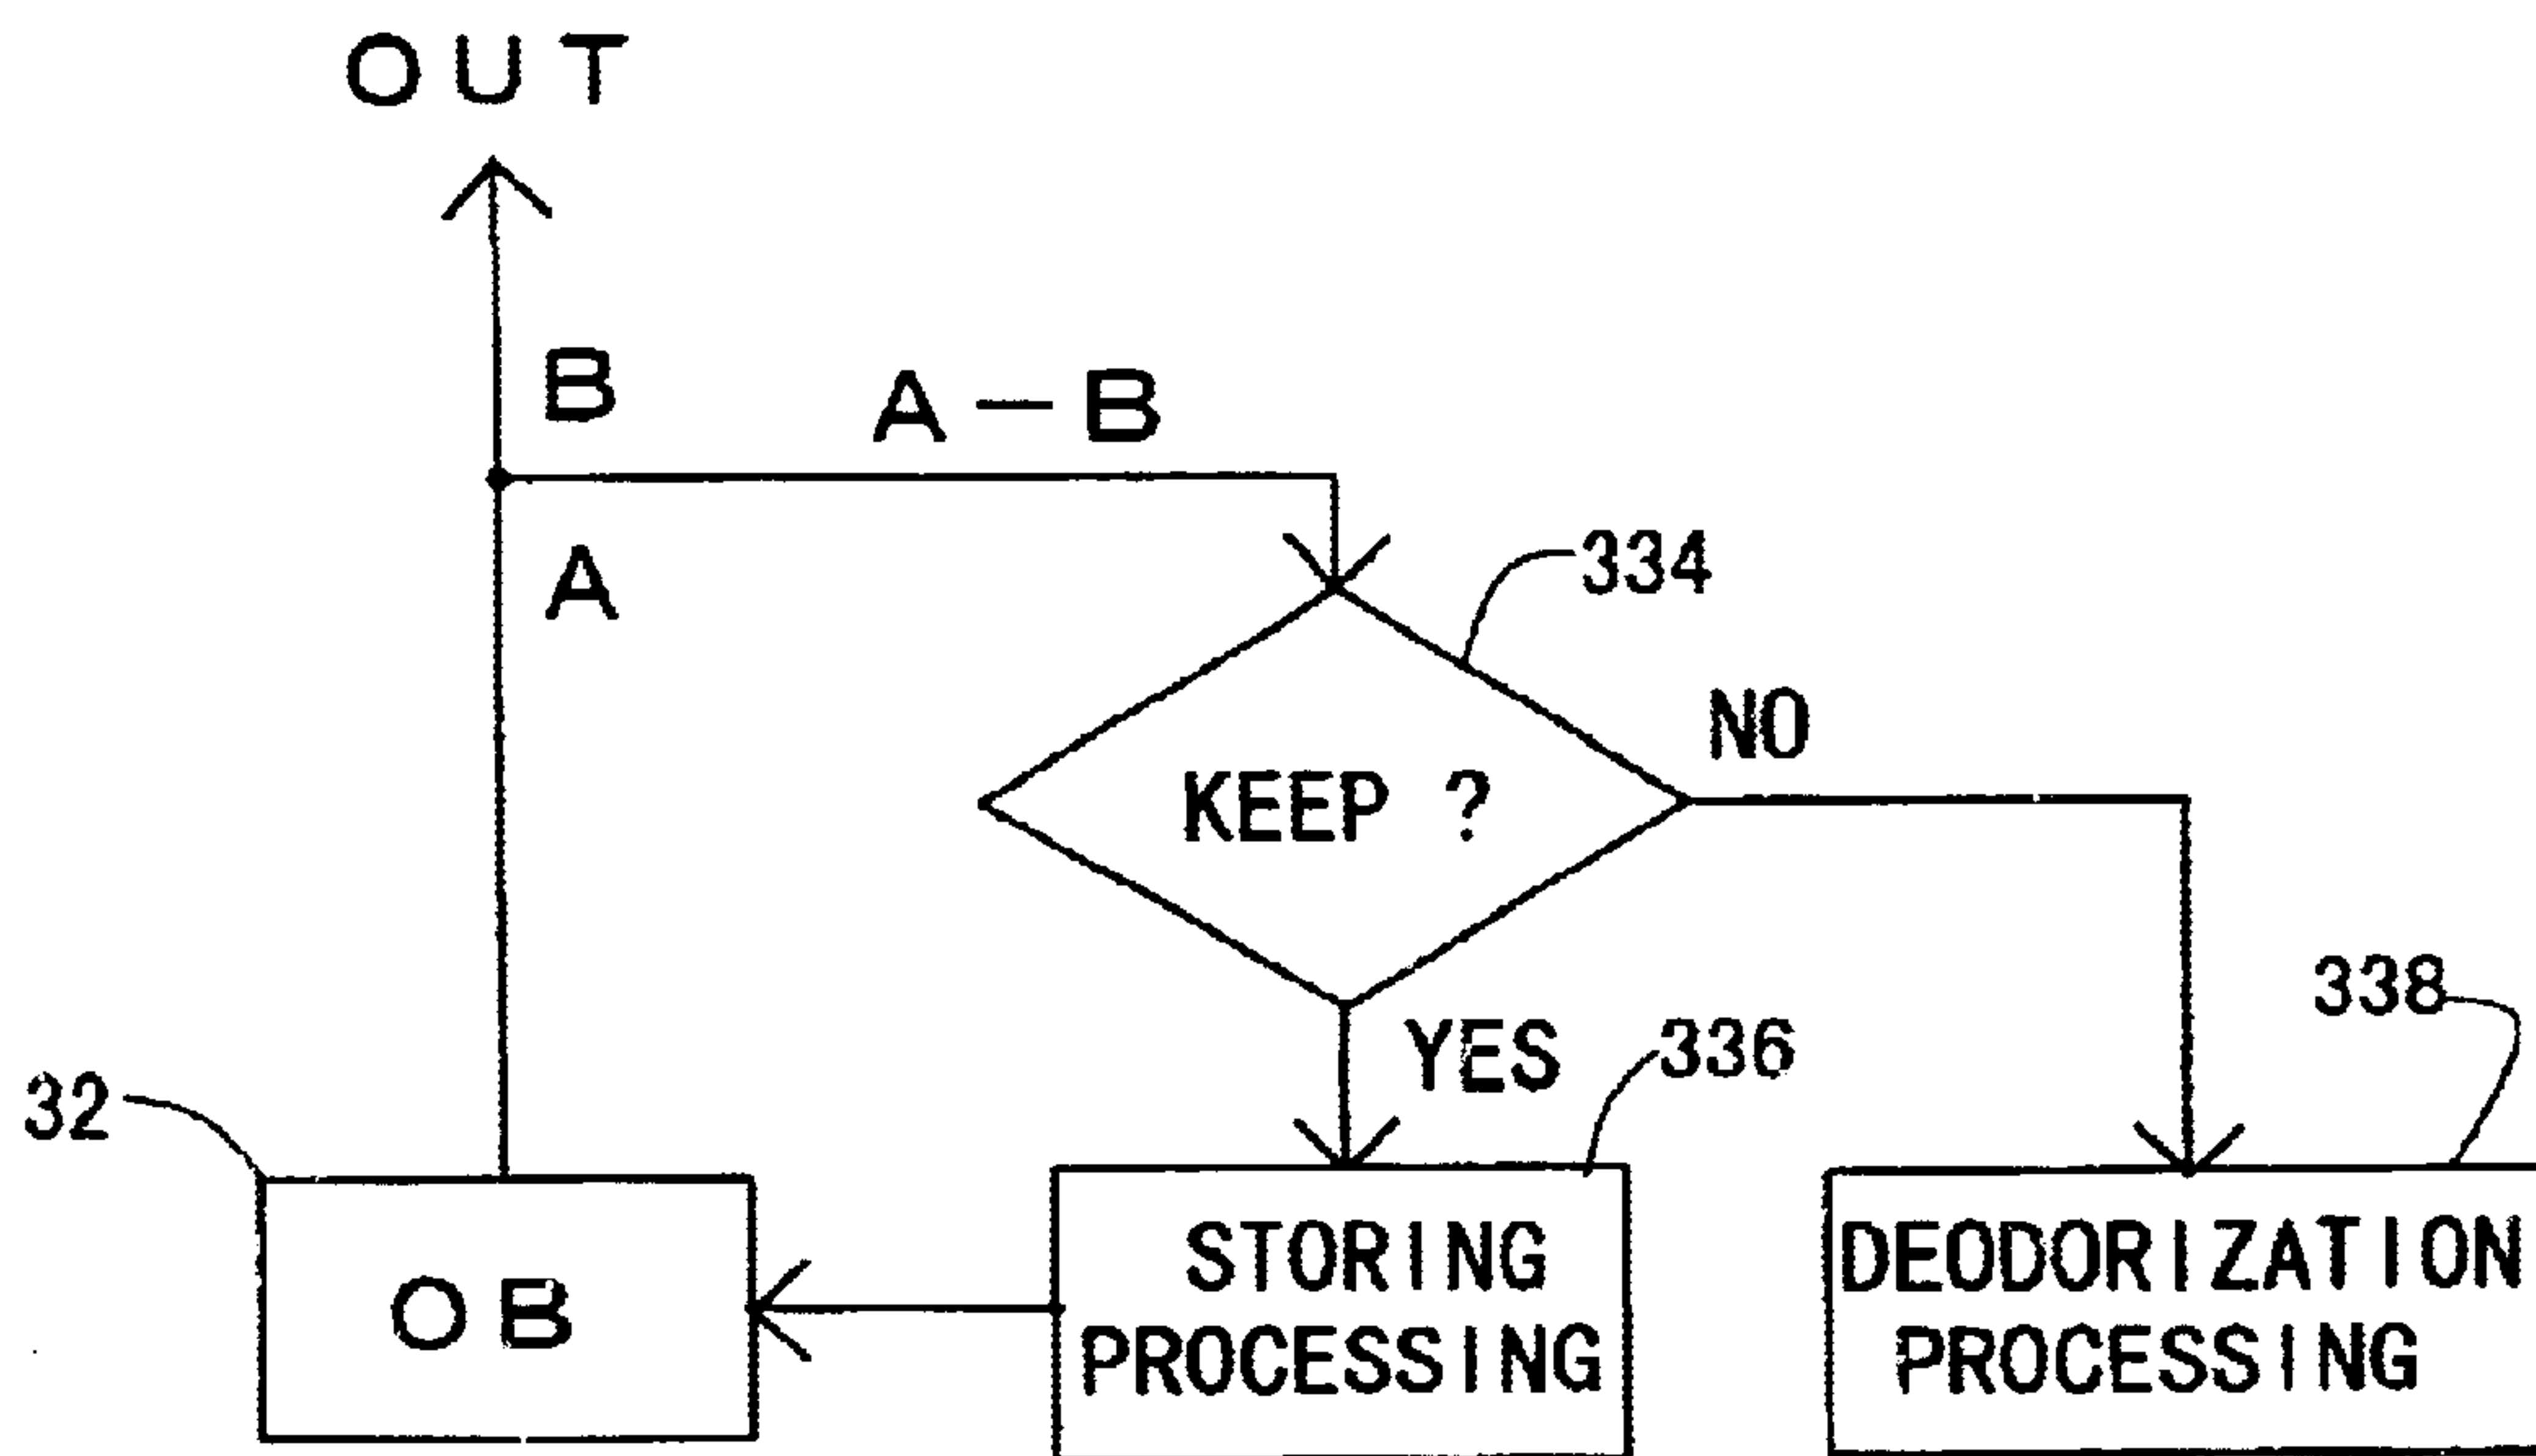 OUT
B
A-B
A
334
NO
KEEP ?
338
YES
336
32
STORING
PROCESSING
DEODORIZATION
PROCESSING
OB